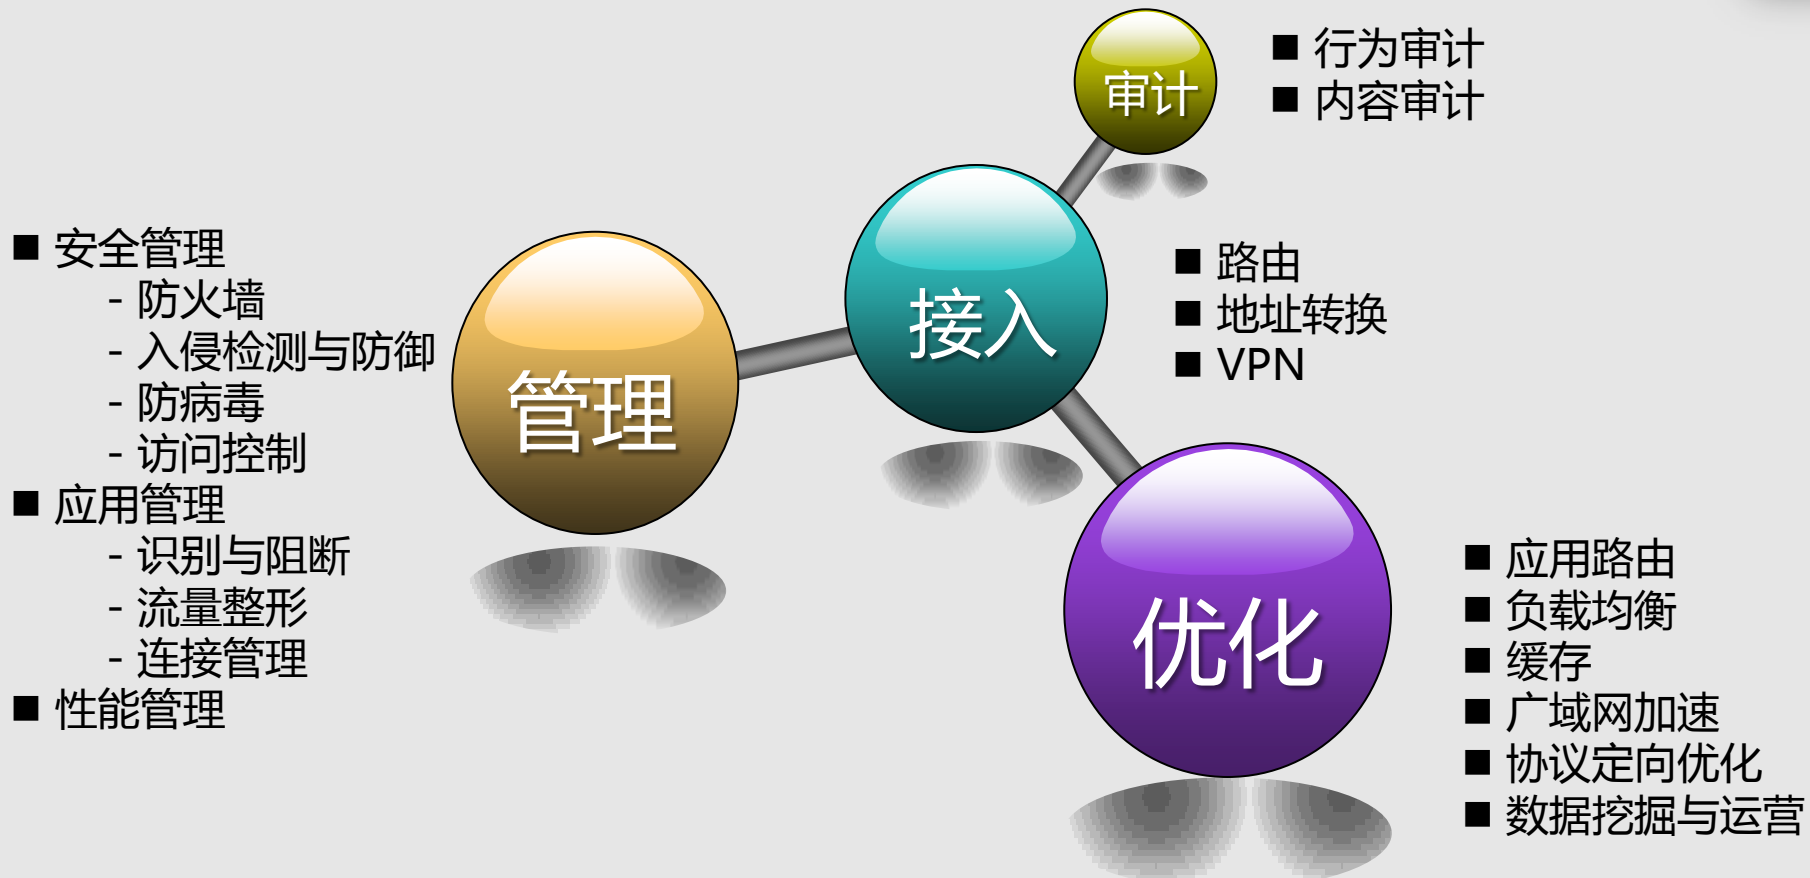 审计
■ 行为审计
■ 内容审计
接入
■ 路由
■ 地址转换
■ VPN
管理
■ 安全管理
- 防火墙
- 入侵检测与防御
- 防病毒
- 访问控制
■ 应用管理
- 识别与阻断
- 流量整形
- 连接管理
■ 性能管理
优化
■ 应用路由
■ 负载均衡
■ 缓存
■ 广域网加速
■ 协议定向优化
■ 数据挖掘与运营